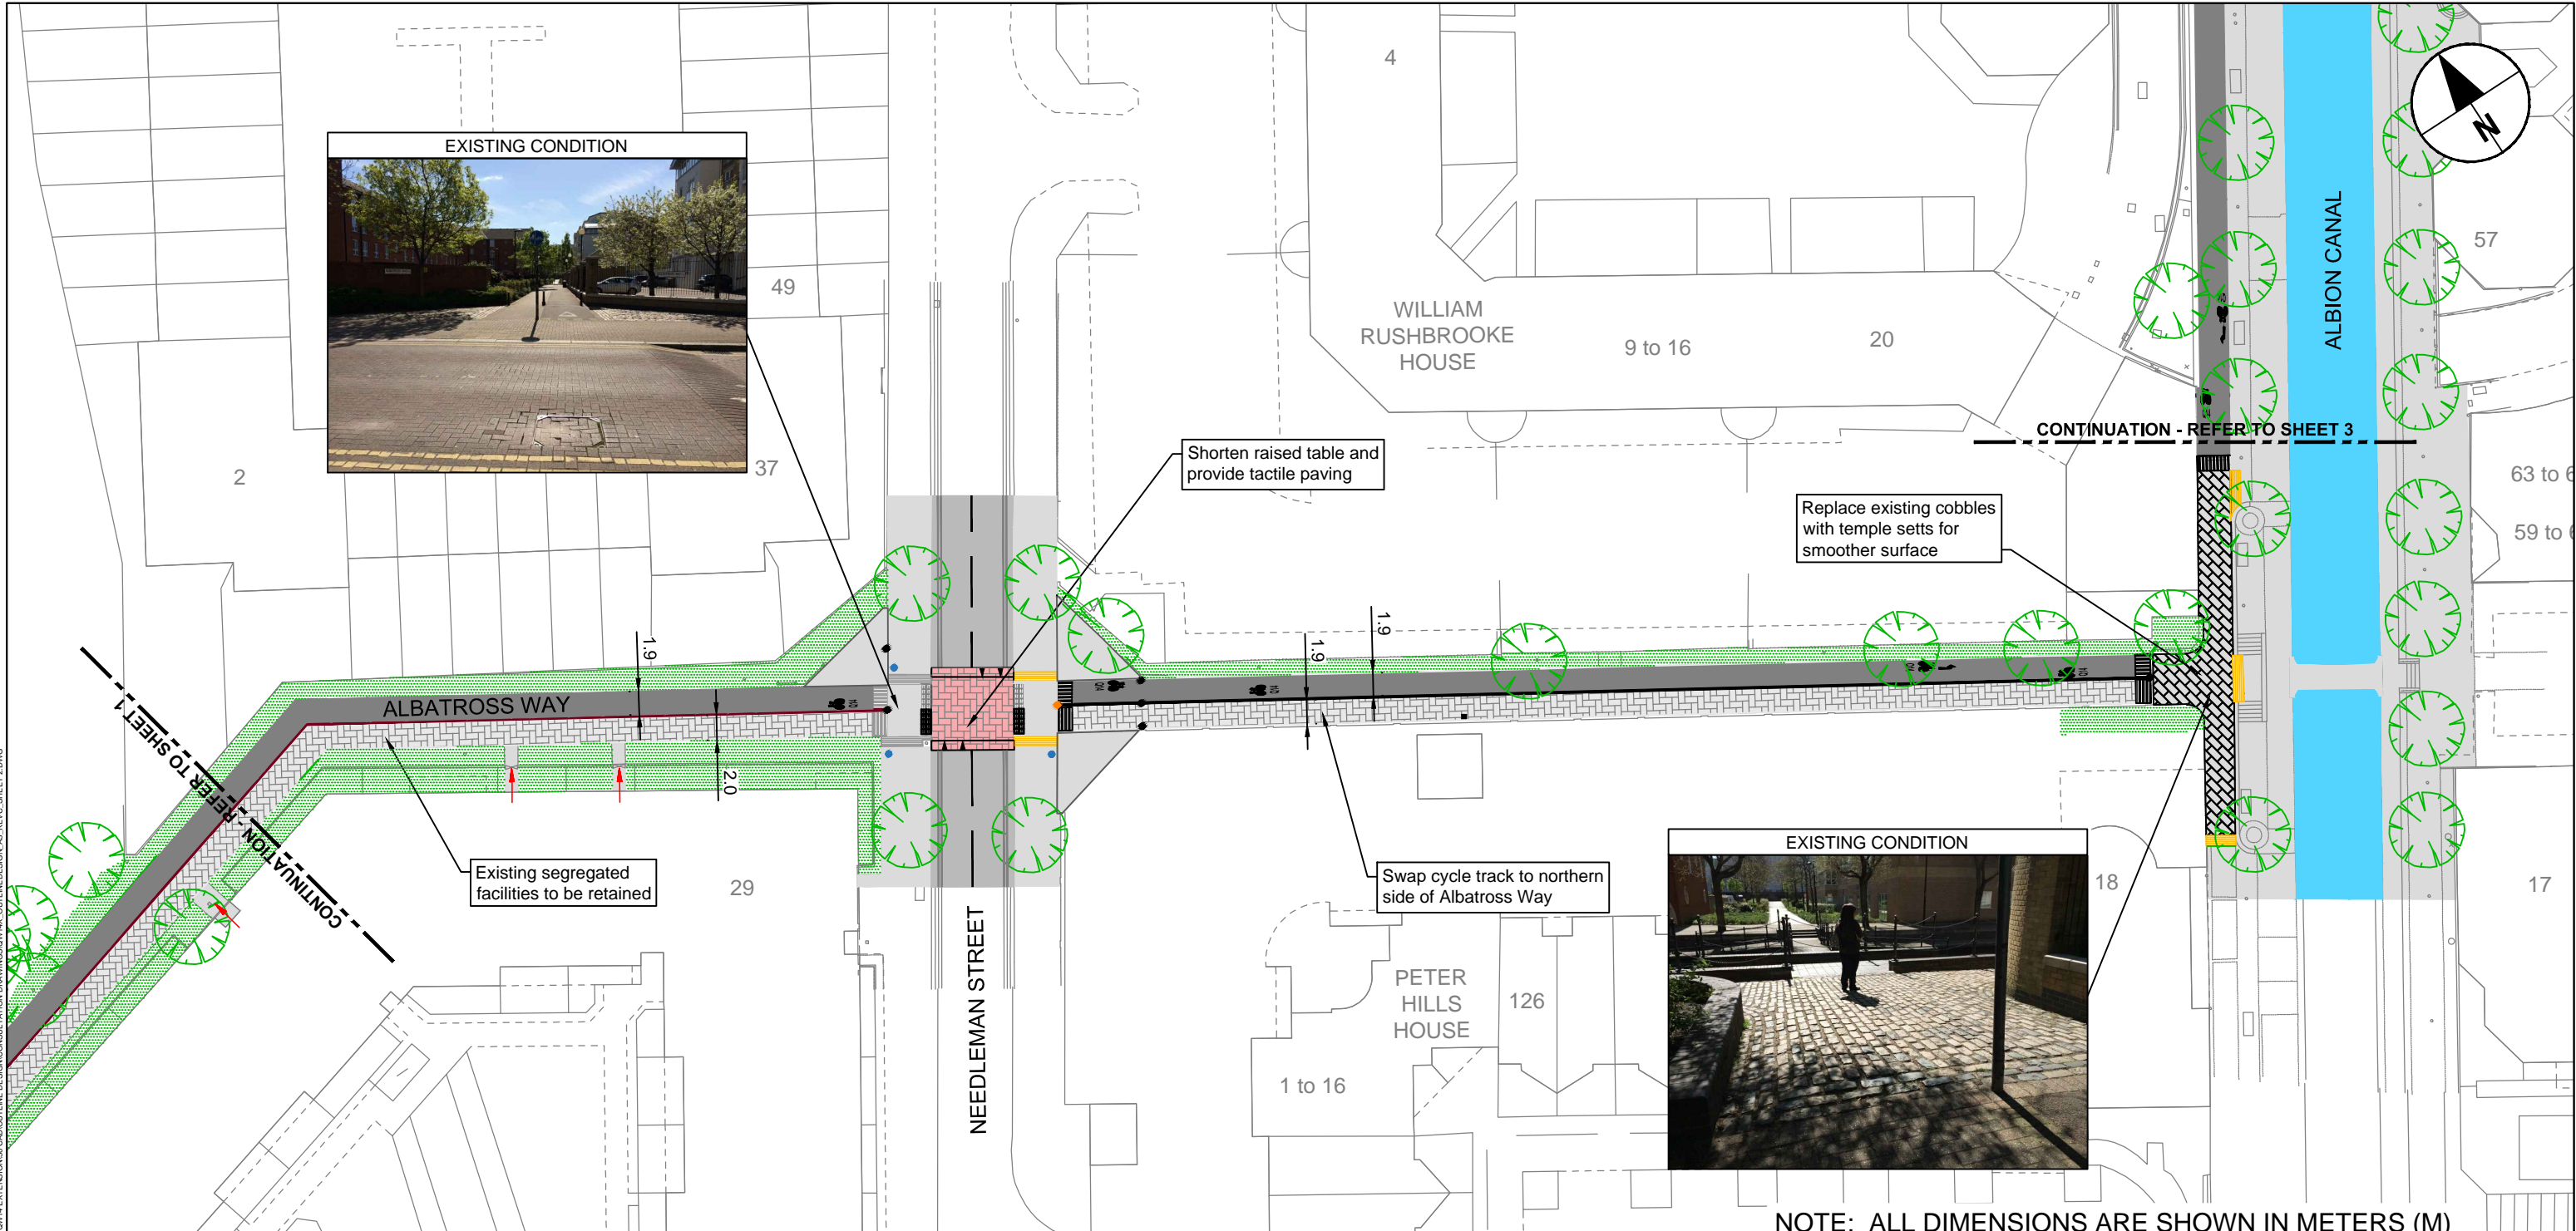 4
N
EXISTING CONDITION
ALBION CANAL
57
49
WILLIAM
RUSHBROOKE
HOUSE
9 to 16
20
CONTINUATION - REFER TO SHEET 3
Shorten raised table and
provide tactile paving
2
37
63 to 6
Replace existing cobbles
with temple setts for
smoother surface
59 to 6
1.9
1.9
1.9
ALBATROSS WAY
2.0
CONTINUATION - REFER TO SHEET 1
EXISTING CONDITION
Existing segregated
facilities to be retained
29
Swap cycle track to northern
side of Albatross Way
18
17
NEEDLEMAN STREET
PETER
HILLS
HOUSE
126
1 to 16
NOTE: ALL DIMENSIONS ARE SHOWN IN METERS (M)